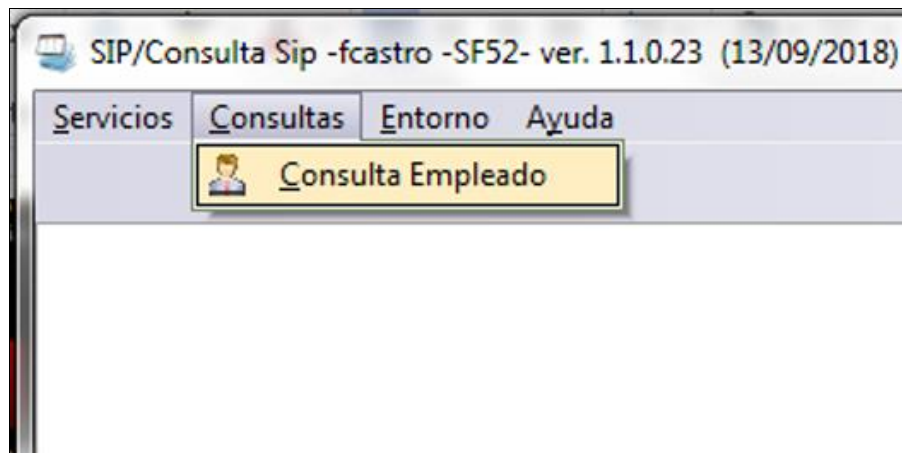 SIP/Consulta Sip -fcastro -SF52- ver. 1.1.0.23 (13/09/2018)
Servicios Consultas Entorno Ayuda
Consulta Empleado